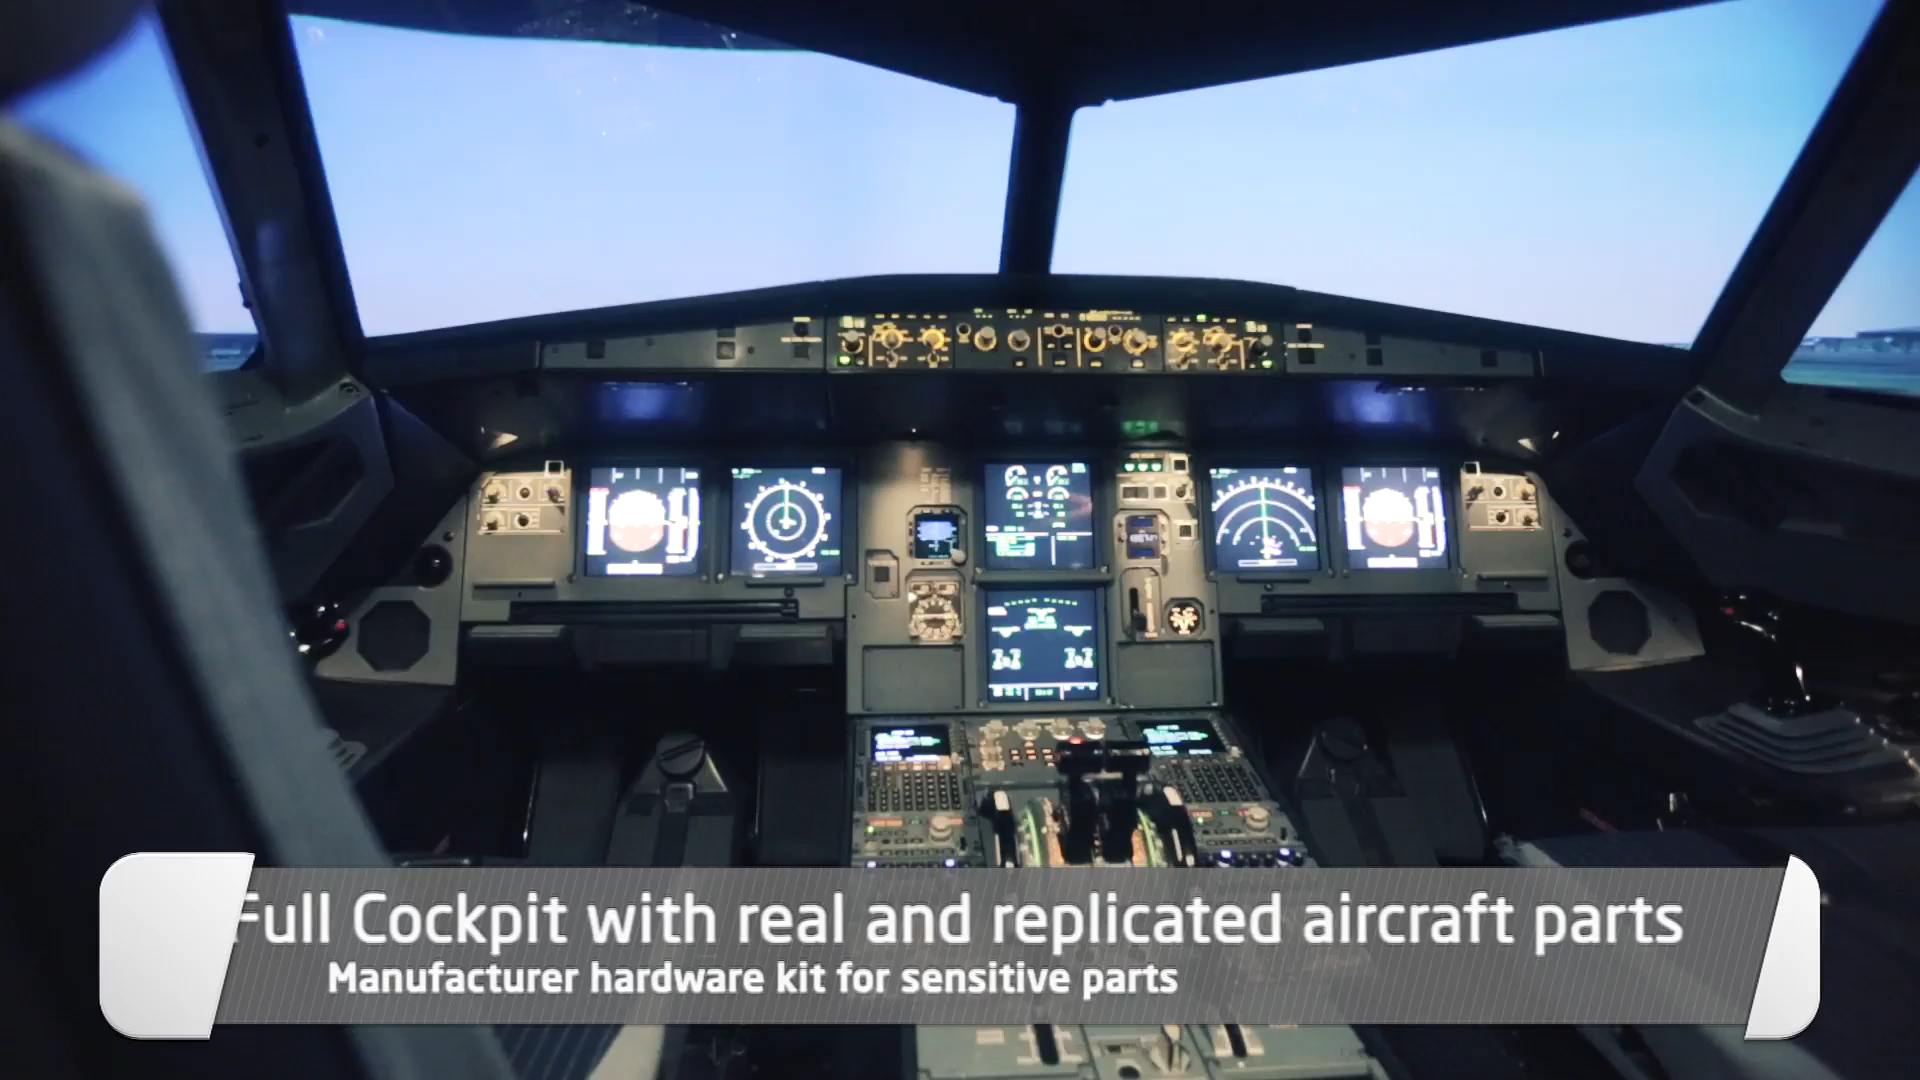 Full Cockpit with real and replicated aircraft parts
Manufacturer hardware kit for sensitive parts